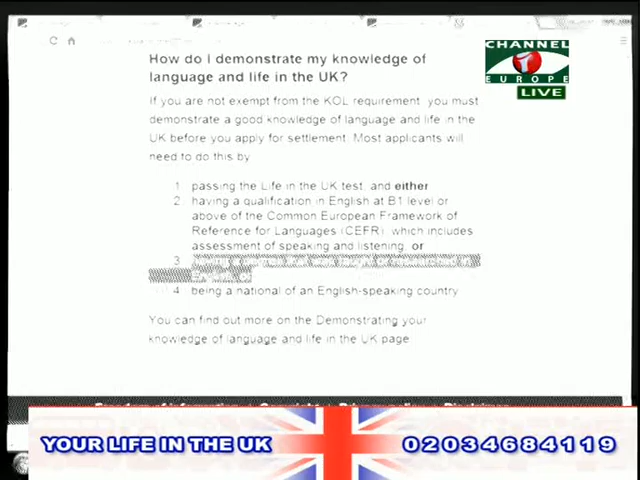 How do I demonstrate my knowledge of
language and life in the UK?
CHANNEL
i
EUROPE
LIVE
If you are not exempt from the KOL requirement, you must
demonstrate a good knowledge of language and life in the
UK before you apply for settlement. Most applicants will
need to do this by
1. passing the Life in the UK test, and either
2. having a qualification in English at B1 level or
above of the Common European Framework of
Reference for Languages (CEFR), which includes
assessment of speaking and listening, or
3
4 being a national of an English-speaking country
You can find out more on the Demonstrating your
knowledge of language and life in the UK page
YOUR LIFE IN THE UK
02034684119